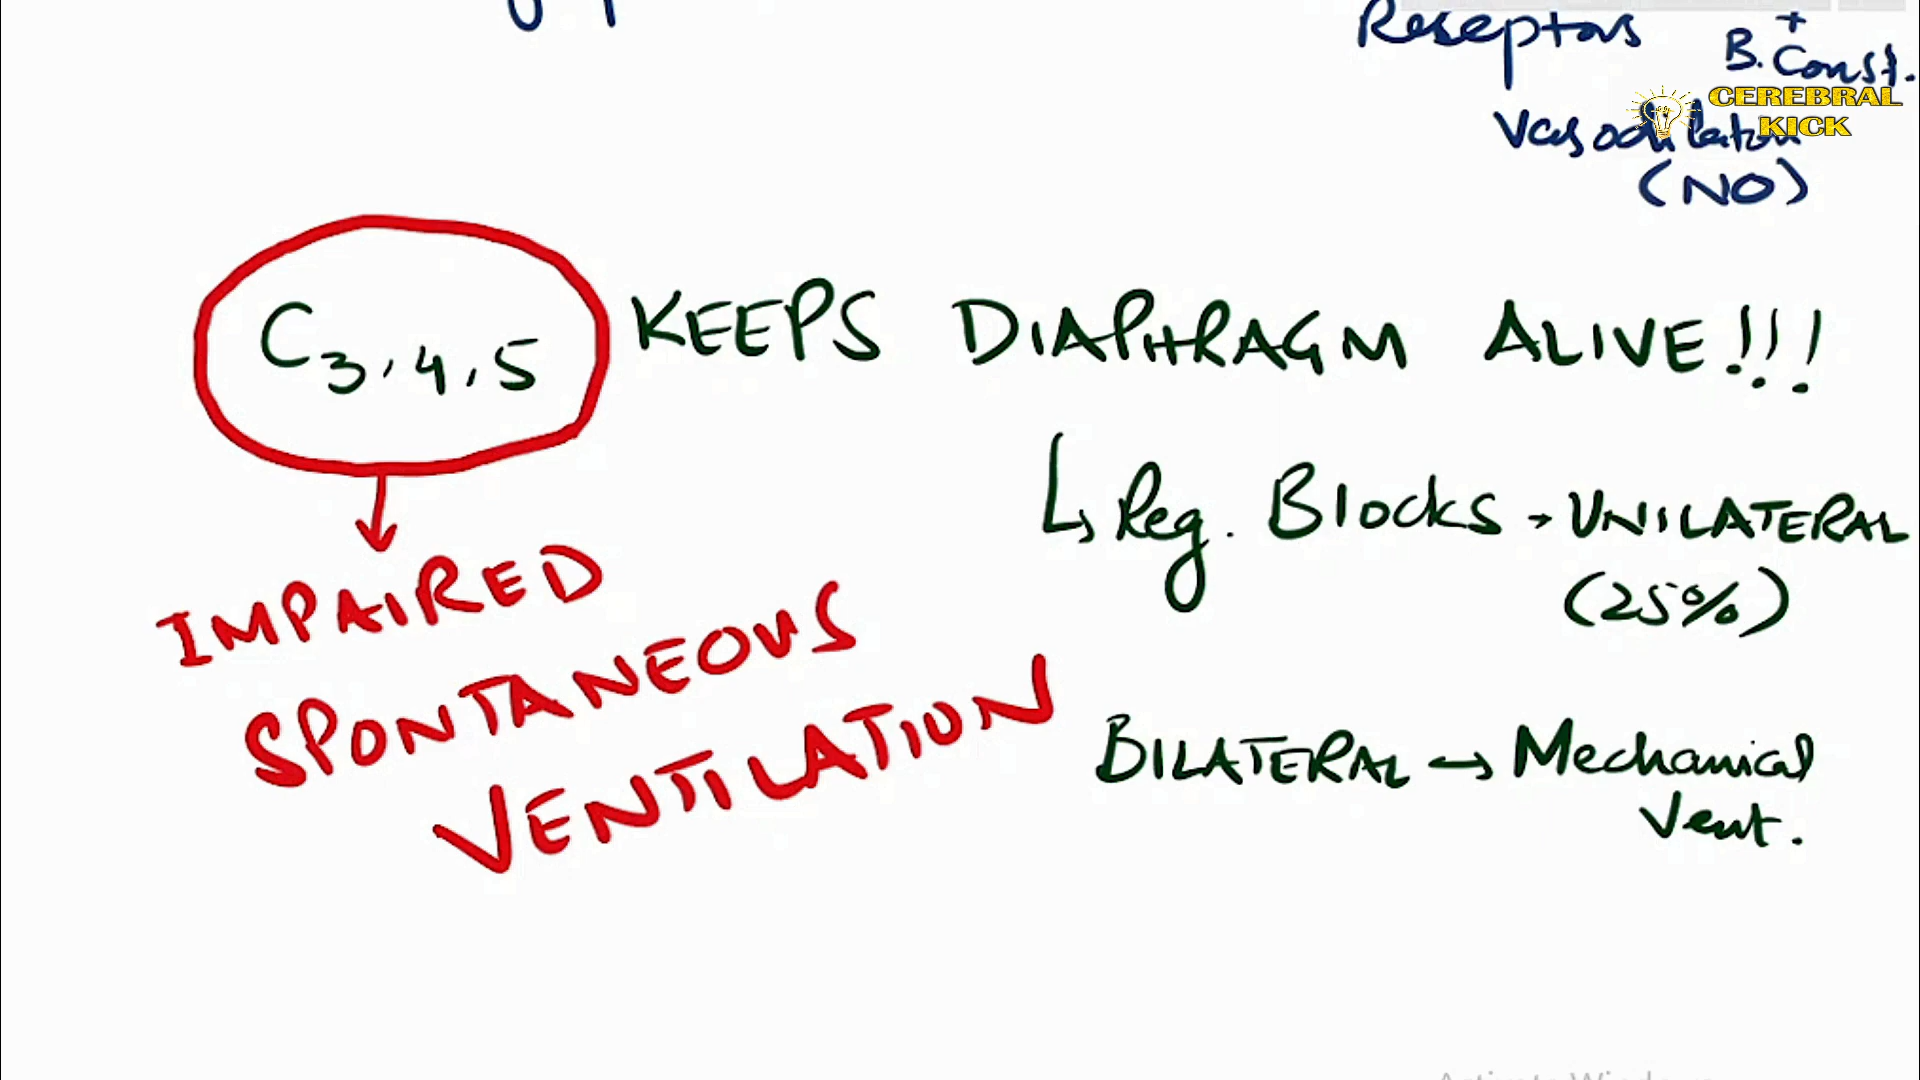 Reseptors
+
B. Const.
CEREBRAL
KICK
Vasodilation
(NO)
C3,4,5 KEEPS DIAPHRAGM ALIVE!!!
↳ Reg. Blocks → UNILATERAL
(25%)
IMPAIRED
SPONTANEOUS
VENTILATION
BILATERAL → Mechanical
Vent.